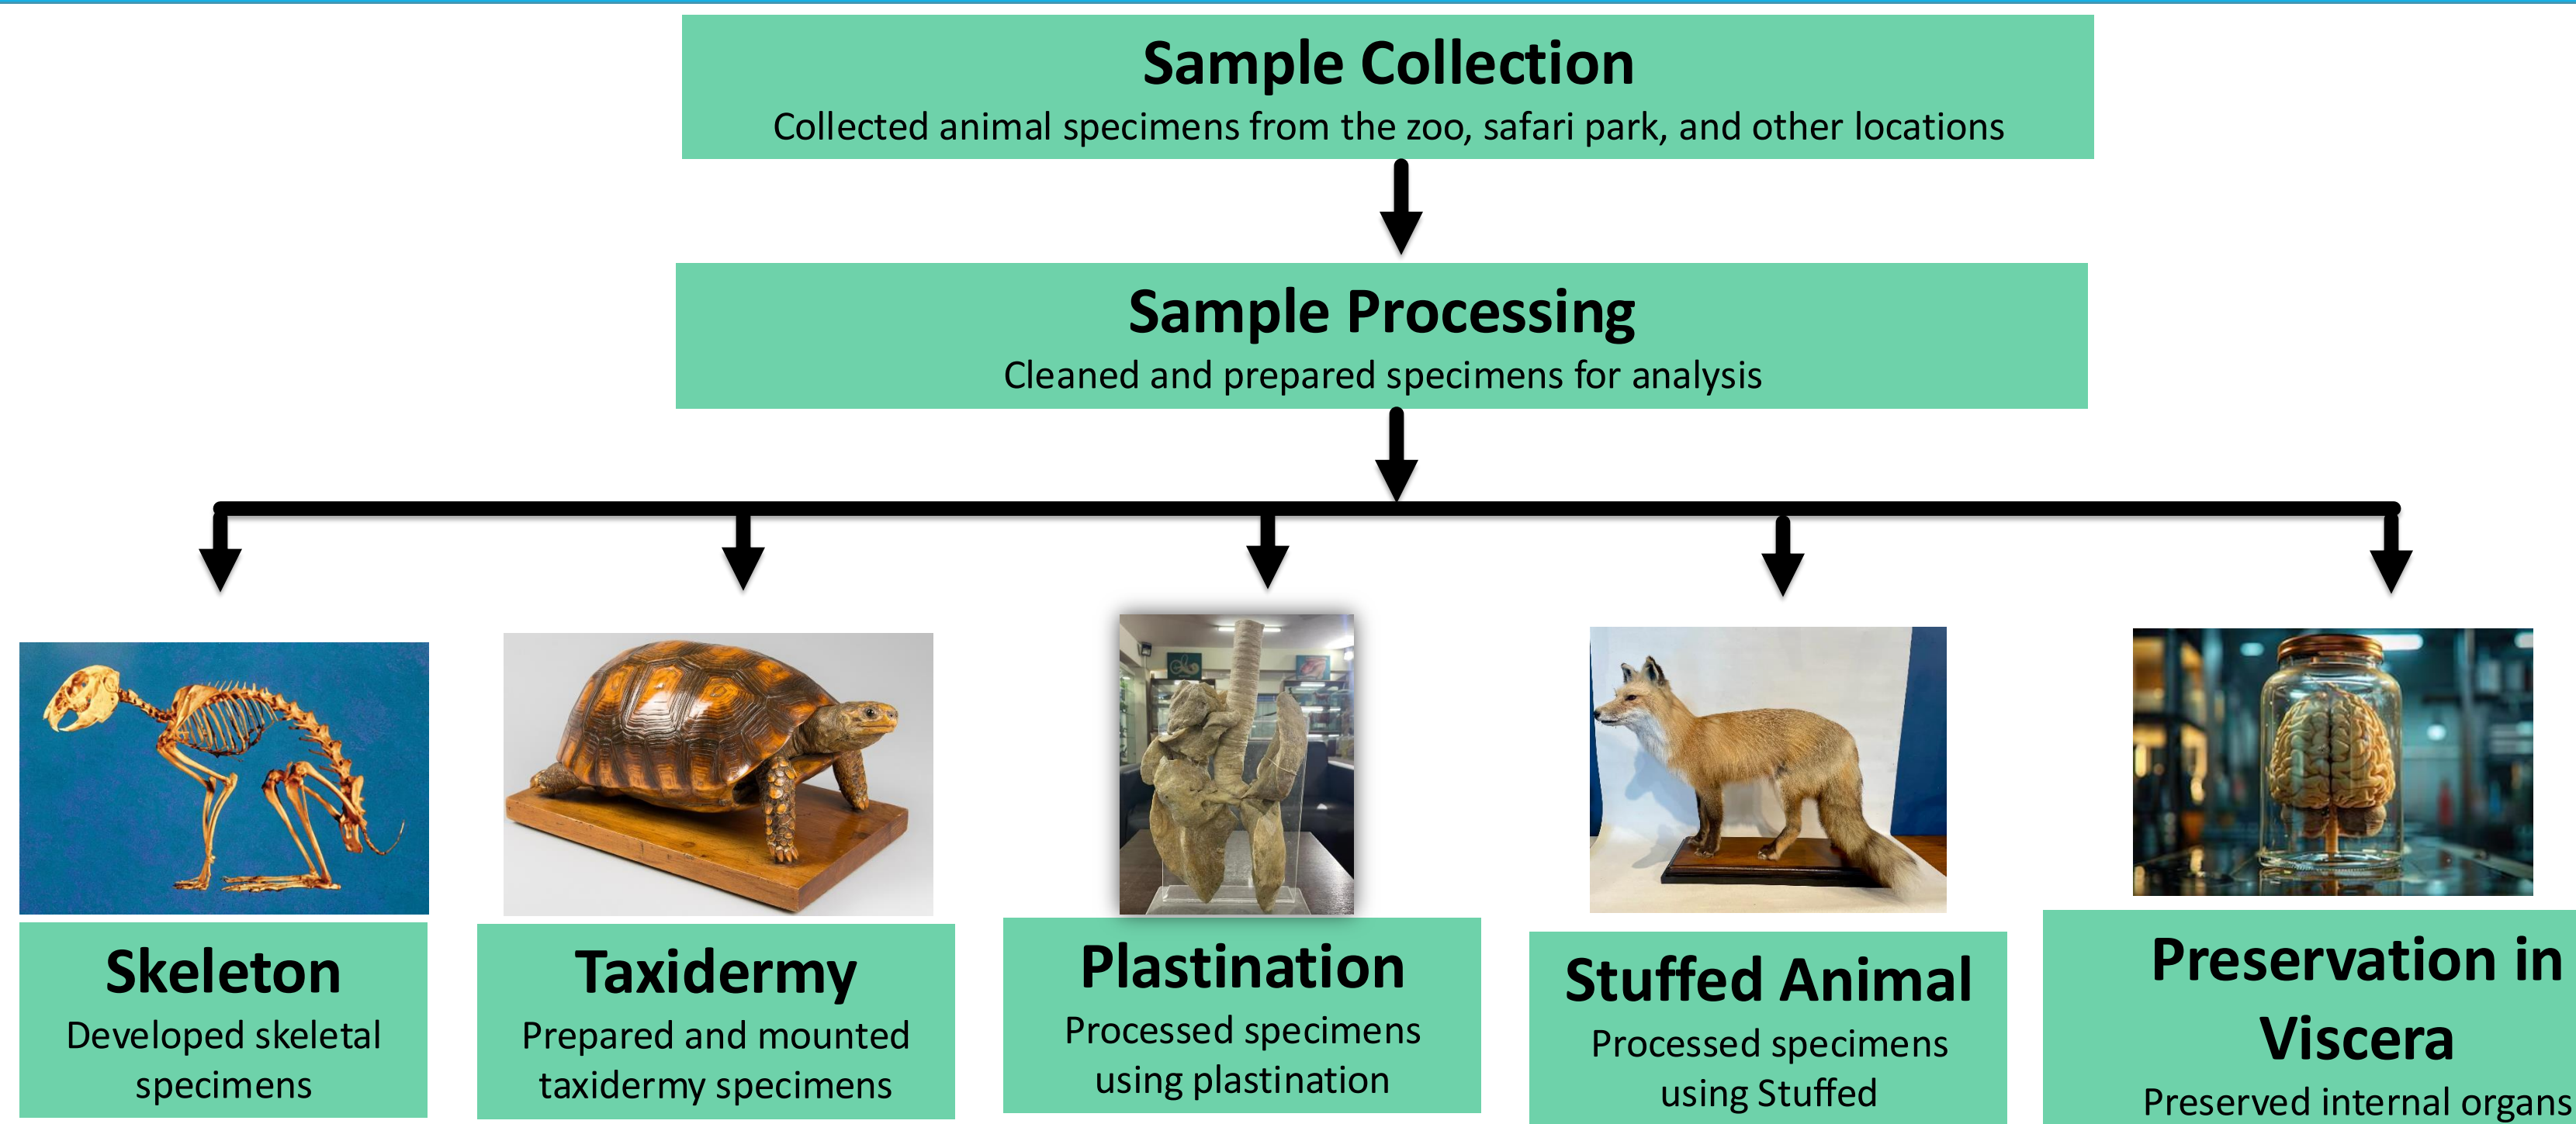 Sample Collection
Collected animal specimens from the zoo, safari park, and other locations
Sample Processing
Cleaned and prepared specimens for analysis
Skeleton
Developed skeletal
specimens
Taxidermy
Prepared and mounted
taxidermy specimens
Plastination
Processed specimens
using plastination
Stuffed Animal
Processed specimens
using Stuffed
Preservation in
Viscera
Preserved internal organs